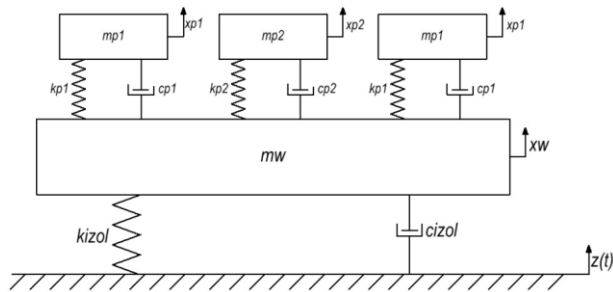 mp1
xp1
mp2
xp2
mp1
xp1
kp1
cp1
kp2
cp2
kp1
cp1
mw
xw
kizol
cizol
z(t)